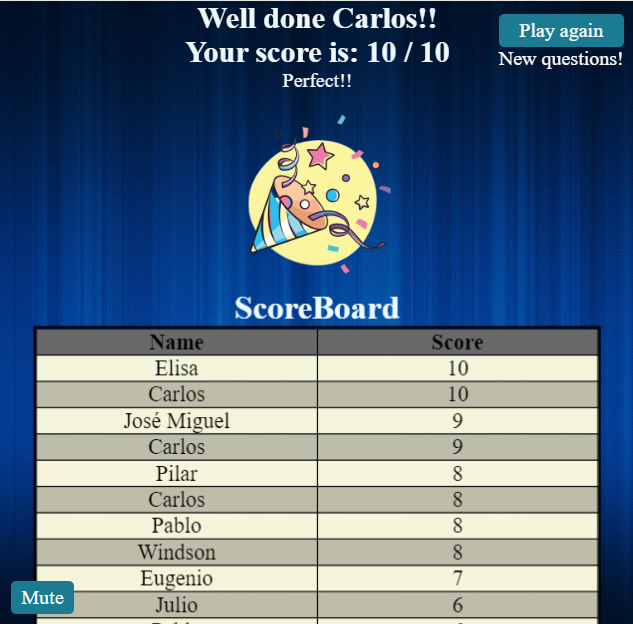 Well done Carlos!!
Your score is: 10 / 10
Perfect!!
Play again
New questions!
ScoreBoard
Name Score
Elisa 10
Carlos 10
José Miguel 9
Carlos 9
Pilar 8
Carlos 8
Pablo 8
Windson 8
Eugenio 7
Julio 6
Mute